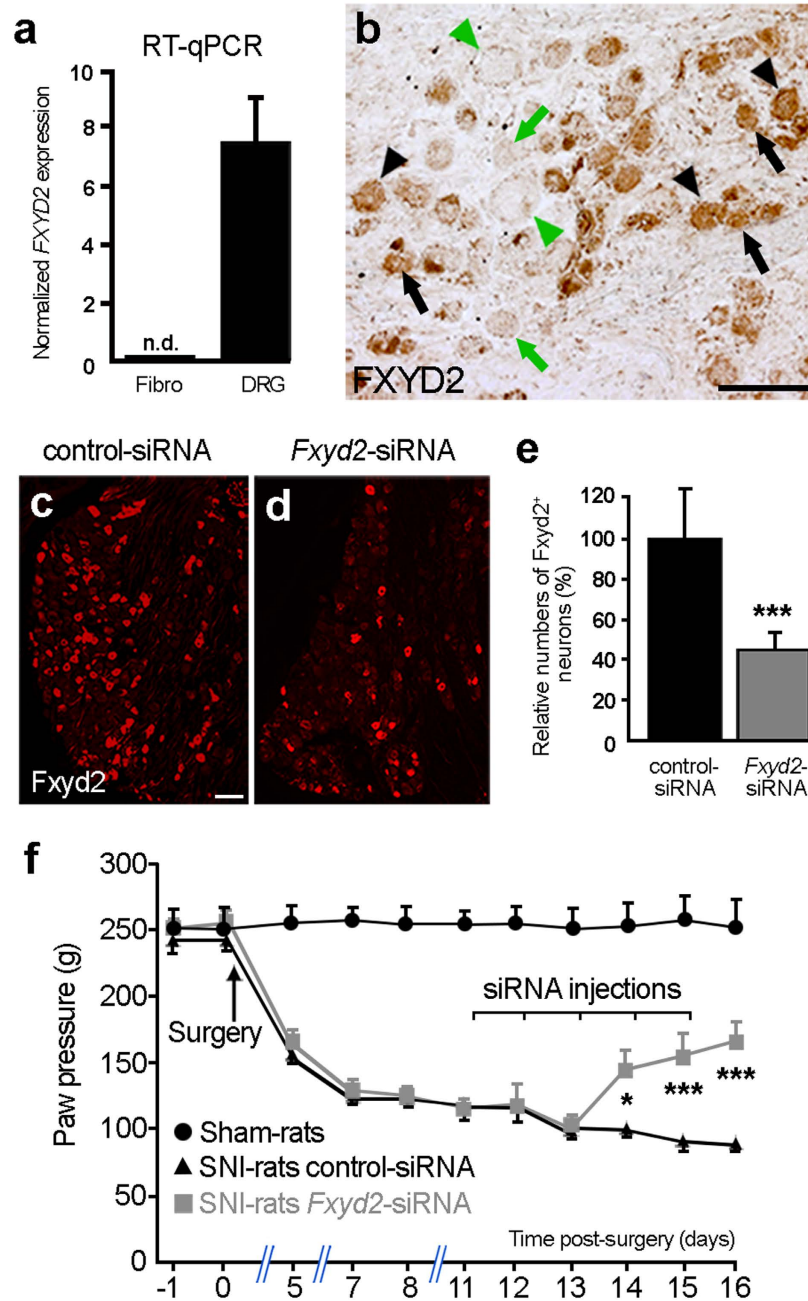 a
RT-qPCR
Normalized FXYD2 expression
10
8
6
4
2
0
n.d.
Fibro
DRG
b
FXYD2
control-siRNA
Fxyd2-siRNA
c
Fxyd2
d
e
Relative numbers of Fxyd2+
neurons (%)
120
100
80
60
40
20
0
***
control-
siRNA
Fxyd2-
siRNA
f
Paw pressure (g)
300
250
200
150
100
50
0
Surgery
siRNA injections
*
***
***
Sham-rats
SNI-rats control-siRNA
SNI-rats Fxyd2-siRNA
Time post-surgery (days)
-1 0 5 7 8 11 12 13 14 15 16